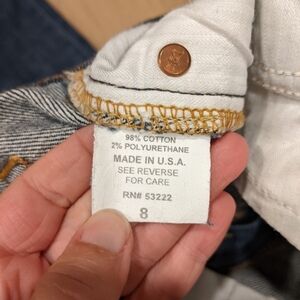 98% COTTON
2% POLYURETHANE
MADE IN U.S.A.
SEE REVERSE
FOR CARE
RN# 53222
8